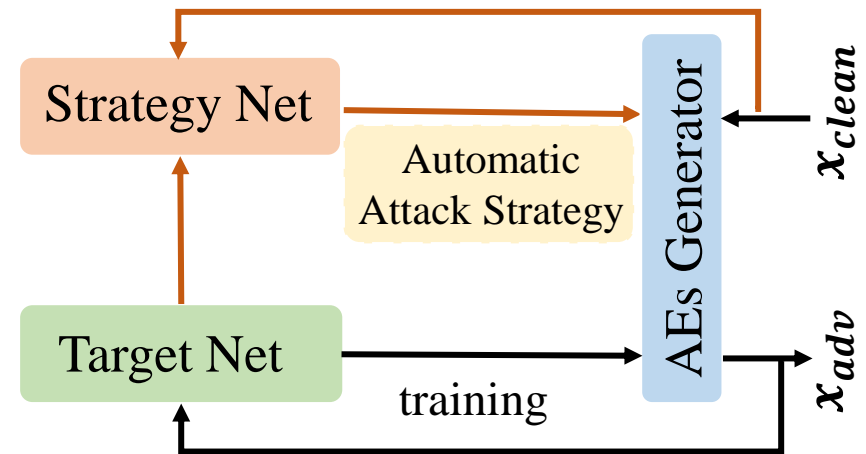 Strategy Net
Automatic
Attack Strategy
AEs Generator
x_clean
Target Net
training
x_adv